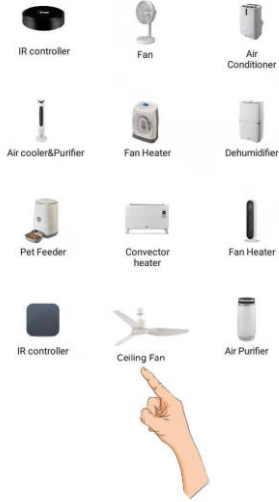 IR controller
Fan
Air
Conditioner
Air cooler&Purifier
Fan Heater
Dehumidifier
Pet Feeder
Convector
heater
Fan Heater
IR controller
Ceiling Fan
Air Purifier